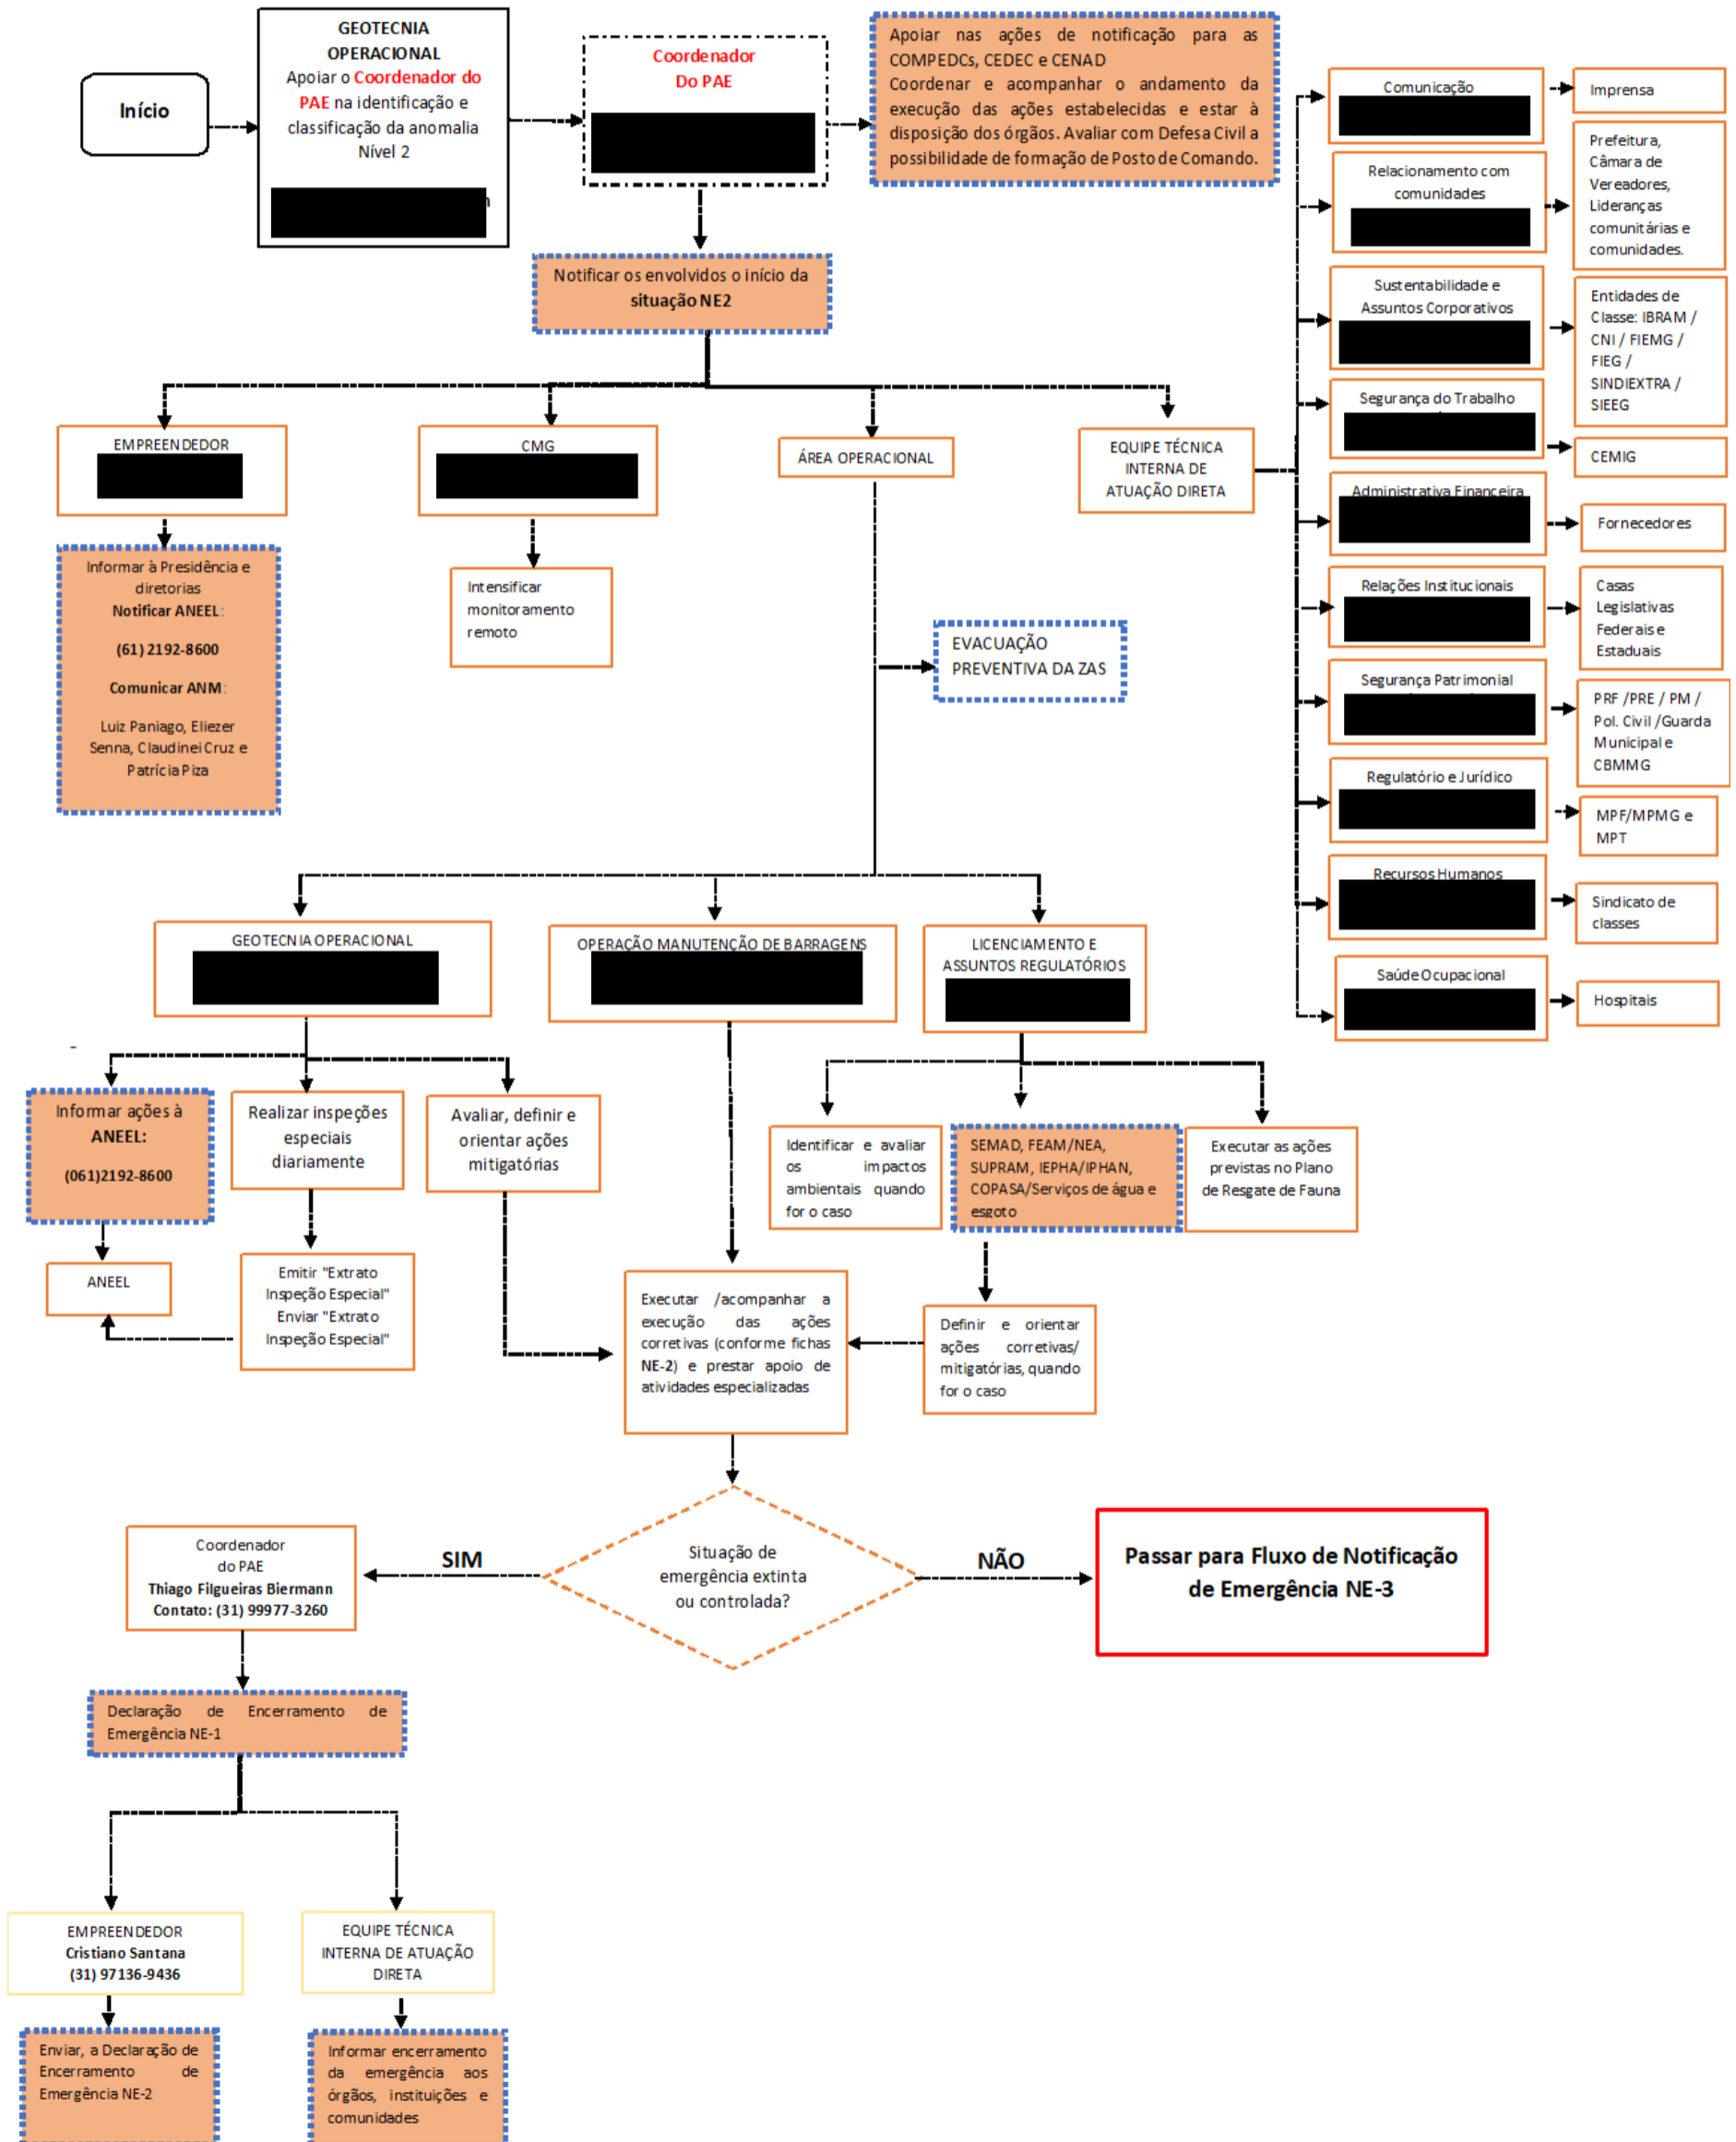 Início
GEOTECNIA
OPERACIONAL
Apoiar o Coordenador do
PAE na identificação e
classificação da anomalia
Nível 2
Coordenador
Do PAE
Apoiar nas ações de notificação para as
COMPEDCs, CEDEC e CENAD
Coordenar e acompanhar o andamento da
execução das ações estabelecidas e estar à
disposição dos órgãos. Avaliar com Defesa Civil a
possibilidade de formação de Posto de Comando.
Notificar os envolvidos o início da
situação NE2
EMPREENDEDOR
CMG
ÁREA OPERACIONAL
EQUIPE TÉCNICA
INTERNA DE
ATUAÇÃO DIRETA
Informar à Presidência e
diretorias
Notificar ANEEL:
(61) 2192-8600
Comunicar ANM:
Luiz Paniago, Eliezer
Senna, Claudinei Cruz e
Patrícia Piza
Intensificar
monitoramento
remoto
EVACUAÇÃO
PREVENTIVA DA ZAS
Comunicação
Imprensa
Relacionamento com
comunidades
Prefeitura,
Câmara de
Vereadores,
Lideranças
comunitárias e
comunidades.
Sustentabilidade e
Assuntos Corporativos
Entidades de
Classe: IBRAM /
CNI / FIEMG /
FIEG /
SINDIEXTRA /
SIEEG
Segurança do Trabalho
CEMIG
Administrativa Financeira
Fornecedores
Relações Institucionais
Casas
Legislativas
Federais e
Estaduais
Segurança Patrimonial
PRF /PRE / PM /
Pol. Civil /Guarda
Municipal e
CBMMG
Regulatório e Jurídico
MPF/MPMG e
MPT
Recursos Humanos
Sindicato de
classes
Saúde Ocupacional
Hospitais
GEOTECNIA OPERACIONAL
OPERAÇÃO MANUTENÇÃO DE BARRAGENS
LICENCIAMENTO E
ASSUNTOS REGULATÓRIOS
Informar ações à
ANEEL:
(061)2192-8600
Realizar inspeções
especiais
diariamente
Avaliar, definir e
orientar ações
mitigatórias
Identificar e avaliar
os impactos
ambientais quando
for o caso
SEMAD, FEAM/NEA,
SUPRAM, IEPHA/IPHAN,
COPASA/Serviços de água e
esgoto
Executar as ações
previstas no Plano
de Resgate de Fauna
ANEEL
Emitir "Extrato
Inspeção Especial"
Enviar "Extrato
Inspeção Especial"
Executar /acompanhar a
execução das ações
corretivas (conforme fichas
NE-2) e prestar apoio de
atividades especializadas
Definir e orientar
ações corretivas/
mitigatórias, quando
for o caso
Situação de
emergência extinta
ou controlada?
SIM
NÃO
Passar para Fluxo de Notificação
de Emergência NE-3
Coordenador
do PAE
Thiago Filgueiras Biermann
Contato: (31) 99977-3260
Declaração de Encerramento de
Emergência NE-1
EMPREENDEDOR
Cristiano Santana
(31) 97136-9436
EQUIPE TÉCNICA
INTERNA DE ATUAÇÃO
DIRETA
Enviar, a Declaração de
Encerramento de
Emergência NE-2
Informar encerramento
da emergência aos
órgãos, instituições e
comunidades